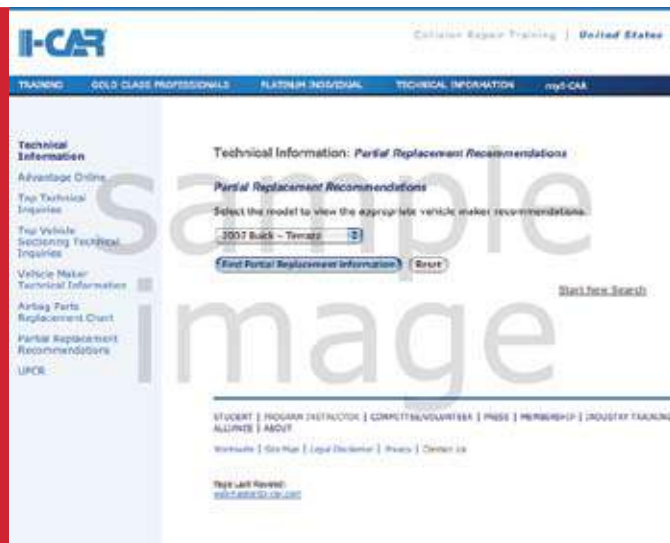 I-CAR
Collision Repair Training | United States
TRAINING GOLD CLASS PROFESSIONALS PLATINUM INDIVIDUAL TECHNICAL INFORMATION myI-CAR
Technical
Information
Advantage Online
Top Technical
Inquiries
Top Vehicle
Sectioning Technical
Inquiries
Vehicle Maker
Technical Information
Airbag Parts
Replacement Chart
Partial Replacement
Recommendations
UPCR
Technical Information: Partial Replacement Recommendations
Partial Replacement Recommendations
Select the model to view the appropriate vehicle maker recommendations.
2007 Buick - Terraza
Find Partial Replacement Information Reset
Start New Search
sample
image
STUDENT | PROGRAM INSTRUCTOR | COMMITTEE/VOLUNTEER | PRESS | MEMBERSHIP | INDUSTRY TRAINING
ALLIANCE | ABOUT
Site Map | Legal Disclaimer | Privacy | Contact Us
Page Last Revised: